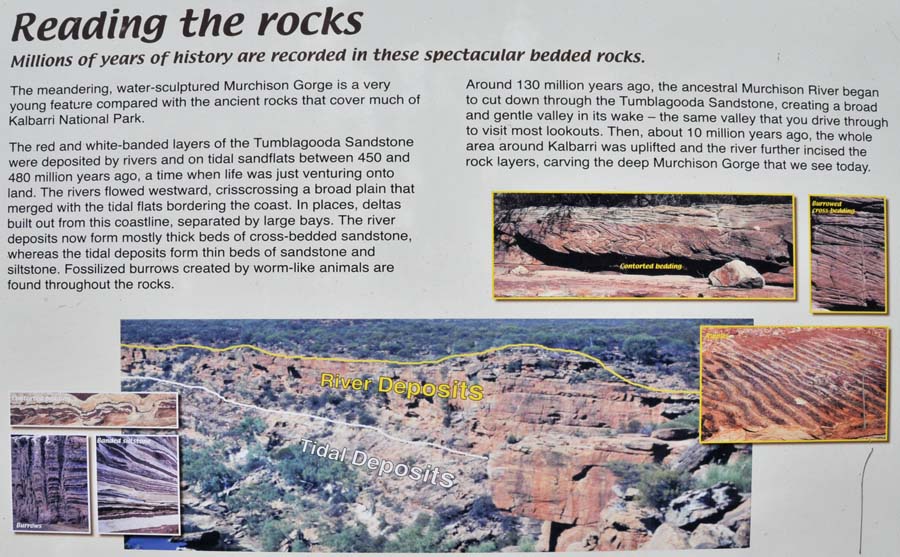 Reading the rocks
Millions of years of history are recorded in these spectacular bedded rocks.
The meandering, water-sculptured Murchison Gorge is a very
young feature compared with the ancient rocks that cover much of
Kalbarri National Park.
The red and white-banded layers of the Tumblagooda Sandstone
were deposited by rivers and on tidal sandflats between 450 and
480 million years ago, a time when life was just venturing onto
land. The rivers flowed westward, crisscrossing a broad plain that
merged with the tidal flats bordering the coast. In places, deltas
built out from this coastline, separated by large bays. The river
deposits now form mostly thick beds of cross-bedded sandstone,
whereas the tidal deposits form thin beds of sandstone and
siltstone. Fossilized burrows created by worm-like animals are
found throughout the rocks.
Around 130 million years ago, the ancestral Murchison River began
to cut down through the Tumblagooda Sandstone, creating a broad
and gentle valley in its wake – the same valley that you drive through
to visit most lookouts. Then, about 10 million years ago, the whole
area around Kalbarri was uplifted and the river further incised the
rock layers, carving the deep Murchison Gorge that we see today.
Contorted bedding
Burrowed
cross-bedding
River Deposits
Tidal Deposits
Contorted bedding
Burrows
Banded siltstone